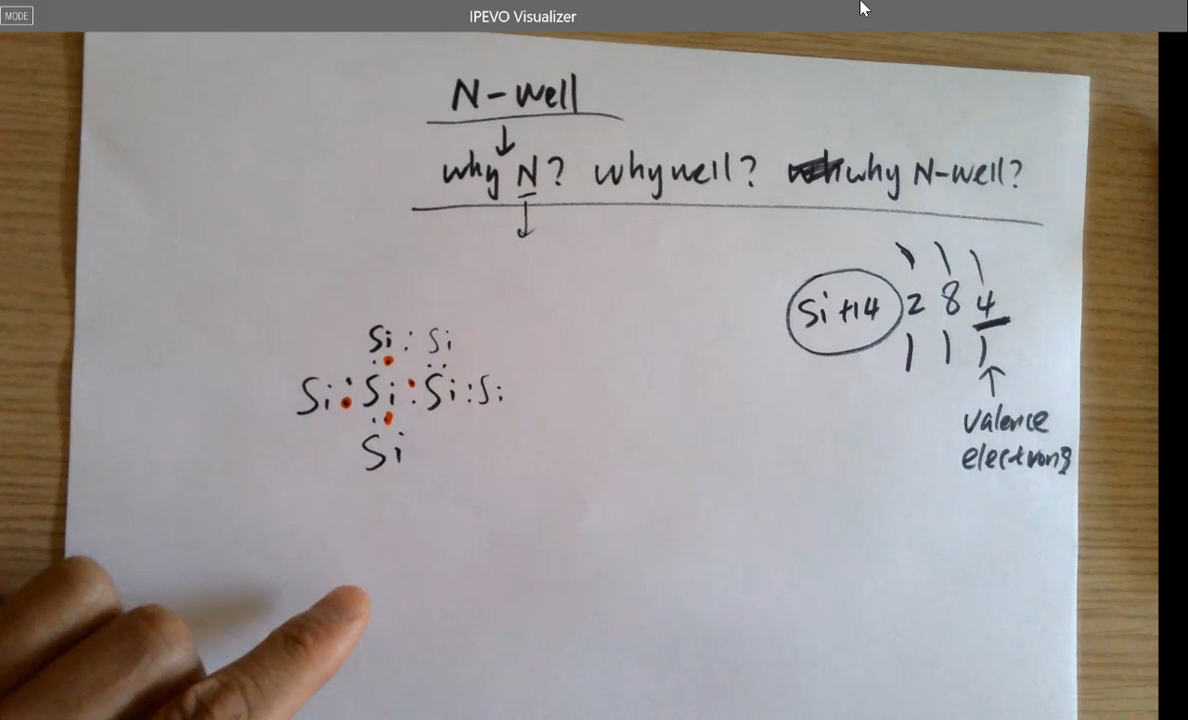 MODE
IPEVO Visualizer
N-well
why N? why well? why N-well?
Si +14 2 8 4
valence
electrons
Si : Si
Si : Si : Si : Si
Si